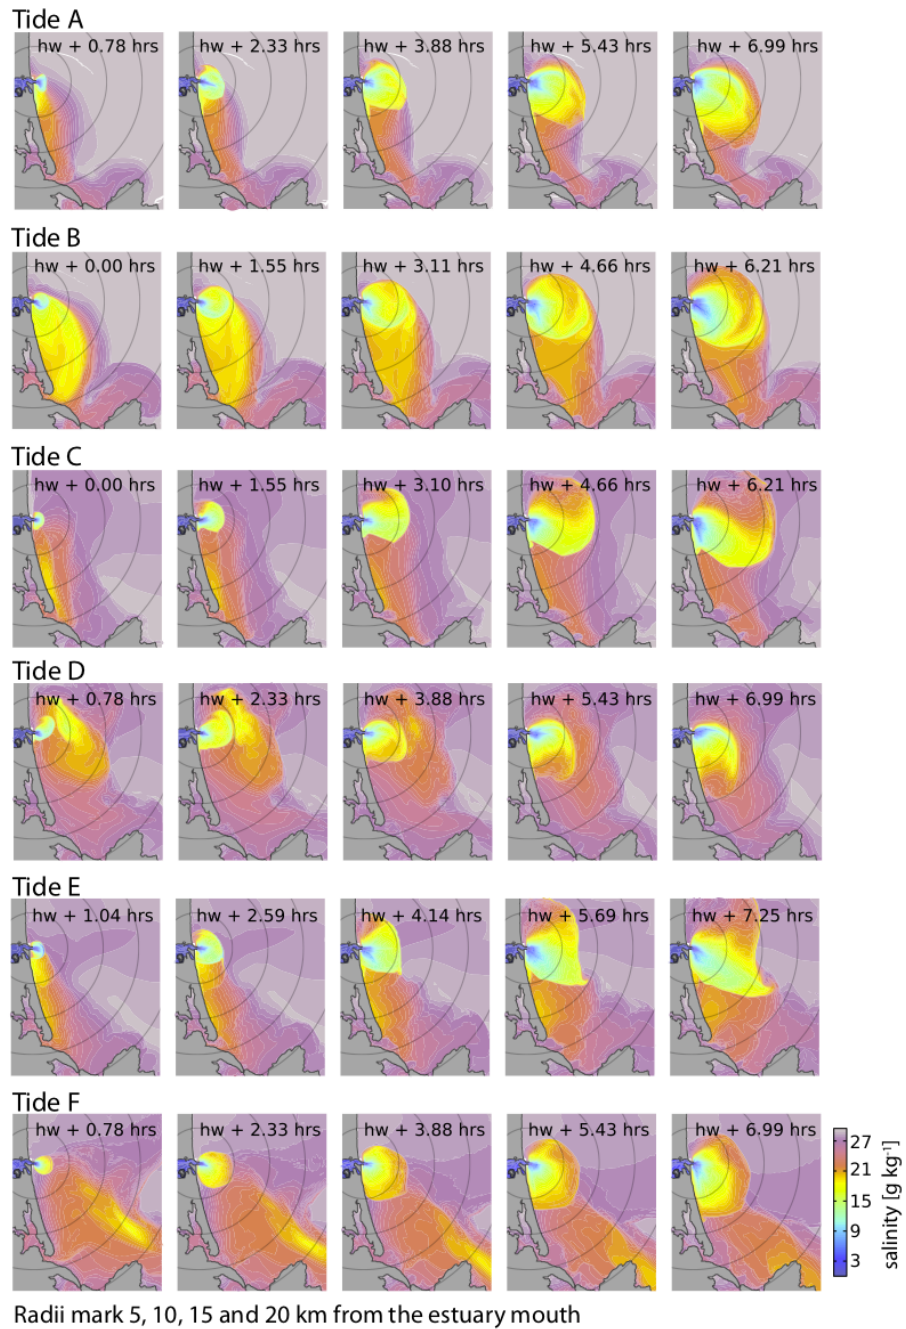 Tide A
hw + 0.78 hrs
hw + 2.33 hrs
hw + 3.88 hrs
hw + 5.43 hrs
hw + 6.99 hrs
Tide B
hw + 0.00 hrs
hw + 1.55 hrs
hw + 3.11 hrs
hw + 4.66 hrs
hw + 6.21 hrs
Tide C
hw + 0.00 hrs
hw + 1.55 hrs
hw + 3.10 hrs
hw + 4.66 hrs
hw + 6.21 hrs
Tide D
hw + 0.78 hrs
hw + 2.33 hrs
hw + 3.88 hrs
hw + 5.43 hrs
hw + 6.99 hrs
Tide E
hw + 1.04 hrs
hw + 2.59 hrs
hw + 4.14 hrs
hw + 5.69 hrs
hw + 7.25 hrs
Tide F
hw + 0.78 hrs
hw + 2.33 hrs
hw + 3.88 hrs
hw + 5.43 hrs
hw + 6.99 hrs
27
21
15
9
3
salinity [g kg⁻¹]
Radii mark 5, 10, 15 and 20 km from the estuary mouth